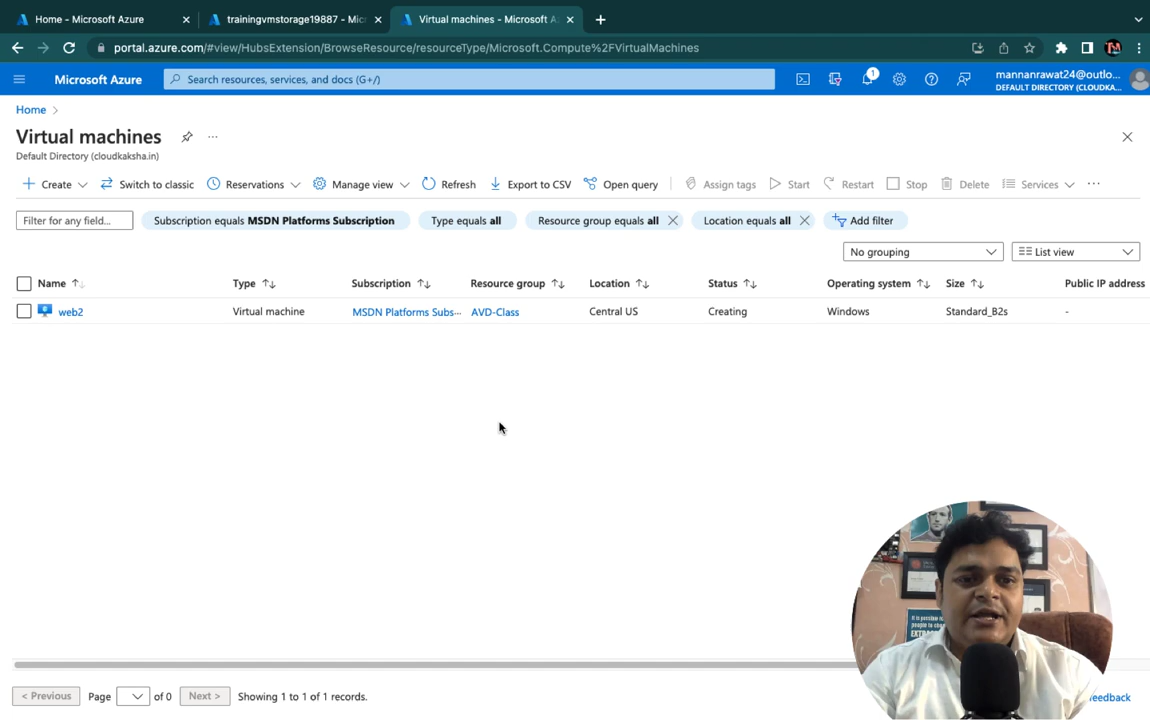 Home - Microsoft Azure
trainingvmstorage19887 - Mic
Virtual machines - Microsoft A
portal.azure.com/#view/HubsExtension/BrowseResource/resourceType/Microsoft.Compute%2FVirtualMachines
Microsoft Azure
Search resources, services, and docs (G+/)
1
mannanrawat24@outlo...
DEFAULT DIRECTORY (CLOUDKA...
Home >
Virtual machines
Default Directory (cloudkaksha.in)
Create Switch to classic Reservations Manage view Refresh Export to CSV Open query Assign tags Start Restart Stop Delete Services
Filter for any field... Subscription equals MSDN Platforms Subscription Type equals all Resource group equals all Location equals all Add filter
No grouping List view
Name Type Subscription Resource group Location Status Operating system Size Public IP address
web2 Virtual machine MSDN Platforms Subs... AVD-Class Central US Creating Windows Standard_B2s -
< Previous Page of 0 Next > Showing 1 to 1 of 1 records.
eedback